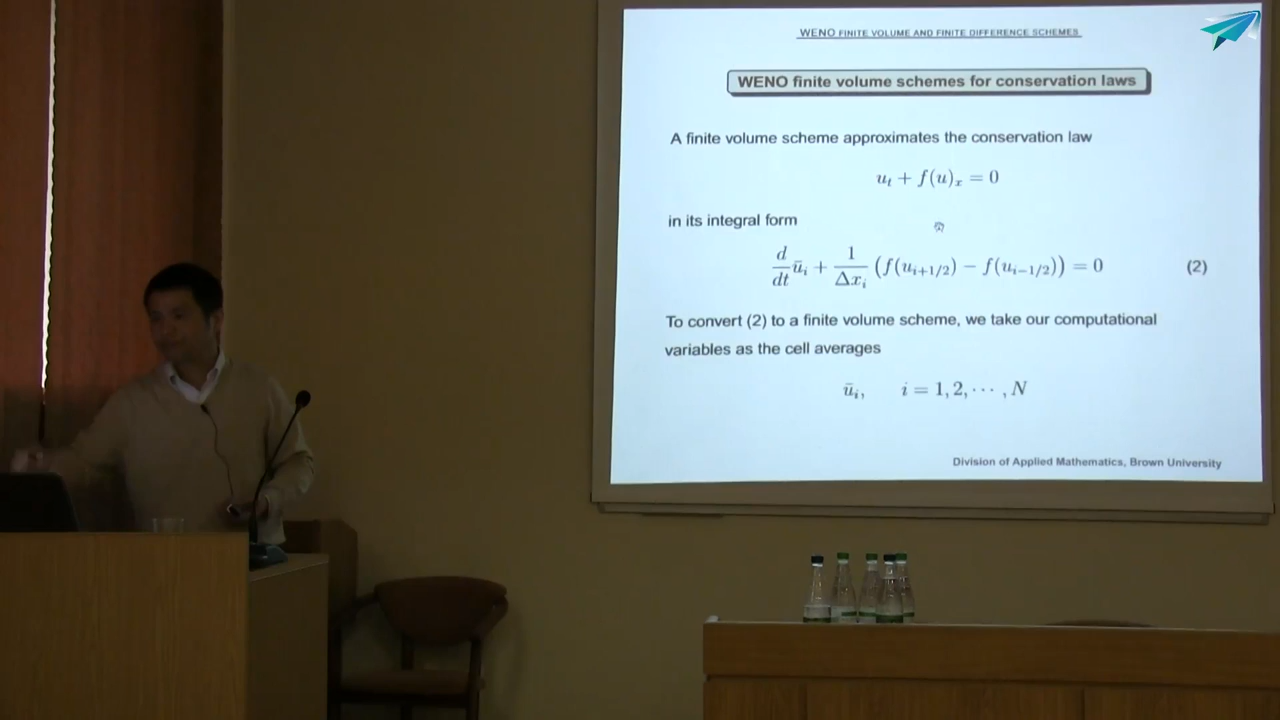 WENO FINITE VOLUME AND FINITE DIFFERENCE SCHEMES
WENO finite volume schemes for conservation laws
A finite volume scheme approximates the conservation law
u_t + f(u)_x = 0
in its integral form
d/dt ū_i + 1/Δx_i (f(u_{i+1/2}) − f(u_{i−1/2})) = 0 (2)
To convert (2) to a finite volume scheme, we take our computational
variables as the cell averages
ū_i, i = 1, 2, ⋯ , N
Division of Applied Mathematics, Brown University